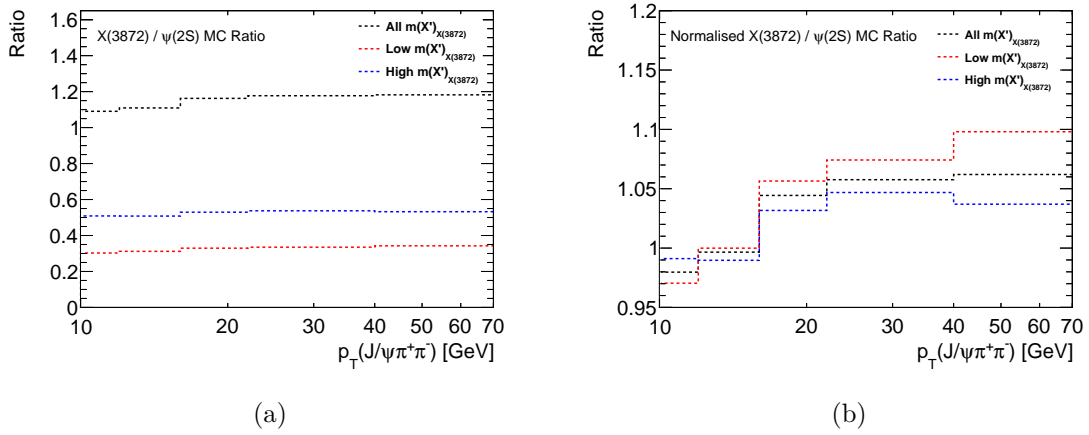 Ratio
X(3872) / ψ(2S) MC Ratio
All m(X')X(3872)
Low m(X')X(3872)
High m(X')X(3872)
1.6
1.4
1.2
1
0.8
0.6
0.4
0.2
0
10 20 30 40 50 60 70
pT(J/ψπ+π-) [GeV]
(a)
Ratio
Normalised X(3872) / ψ(2S) MC Ratio
All m(X')X(3872)
Low m(X')X(3872)
High m(X')X(3872)
1.2
1.15
1.1
1.05
1
0.95
10 20 30 40 50 60 70
pT(J/ψπ+π-) [GeV]
(b)